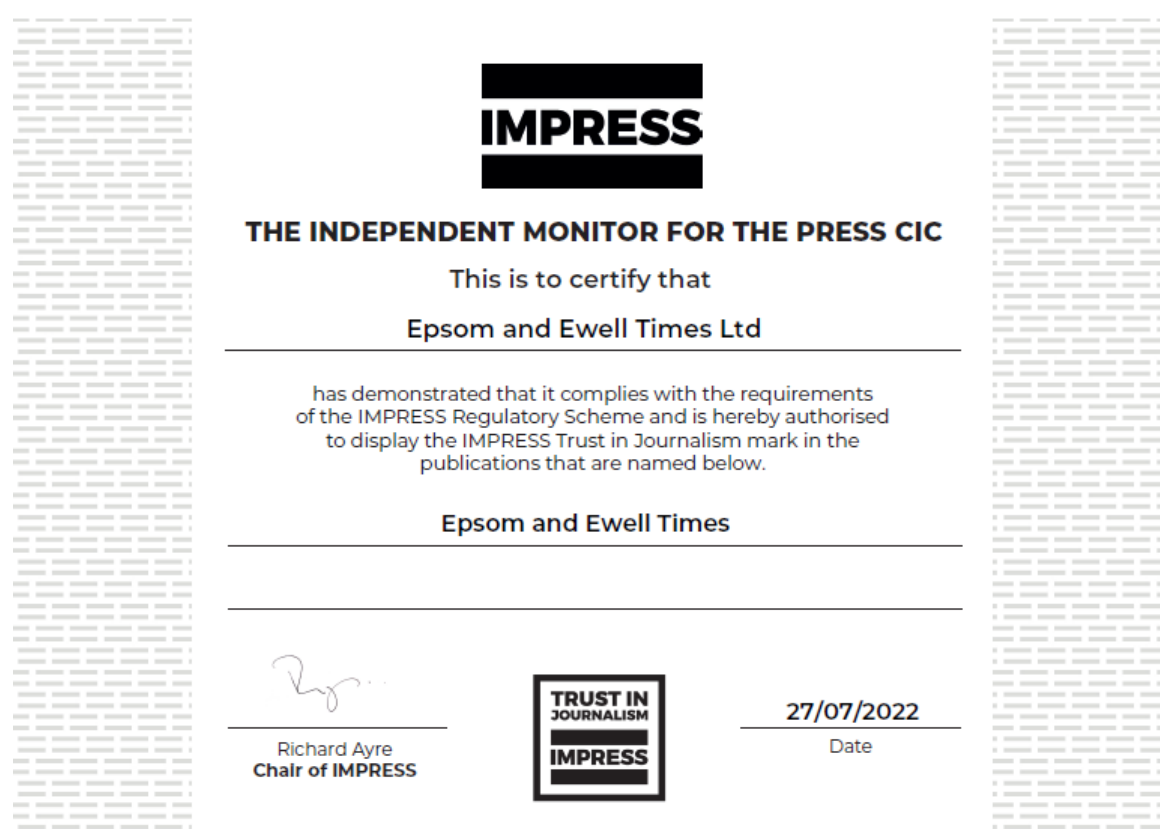 IMPRESS
THE INDEPENDENT MONITOR FOR THE PRESS CIC
This is to certify that
Epsom and Ewell Times Ltd
has demonstrated that it complies with the requirements
of the IMPRESS Regulatory Scheme and is hereby authorised
to display the IMPRESS Trust in Journalism mark in the
publications that are named below.
Epsom and Ewell Times
Richard Ayre
Chair of IMPRESS
TRUST IN
JOURNALISM
IMPRESS
27/07/2022
Date